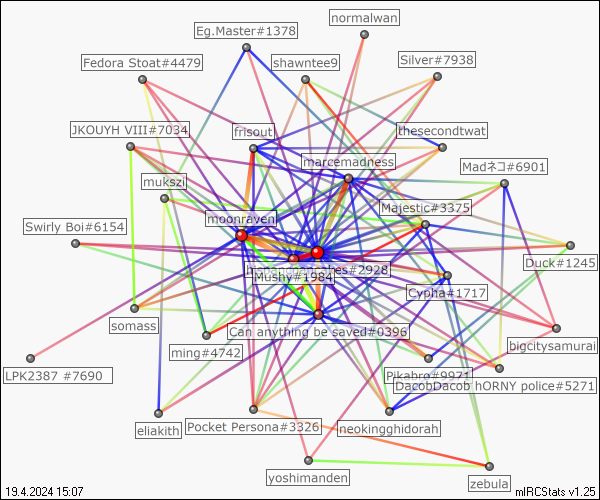 normalwan
Eg.Master#1378
Fedora Stoat#4479
shawntee9
Silver#7938
JKOUYH VIII#7034
frisout
thesecondtwat
marcemadness
Madネコ#6901
mukszi
Majestic#3375
moonraven
Swirly Boi#6154
#2928
Mushy#1984
Duck#1245
Cypha#1717
somass
Can anything be saved#0396
bigcitysamurai
ming#4742
LPK2387 #7690
Pikabro#9971
DacobDacob hORNY police#5271
eliakith
Pocket Persona#3326
neokingghidorah
yoshimanden
zebula
19.4.2024 15:07
mIRCStats v1.25